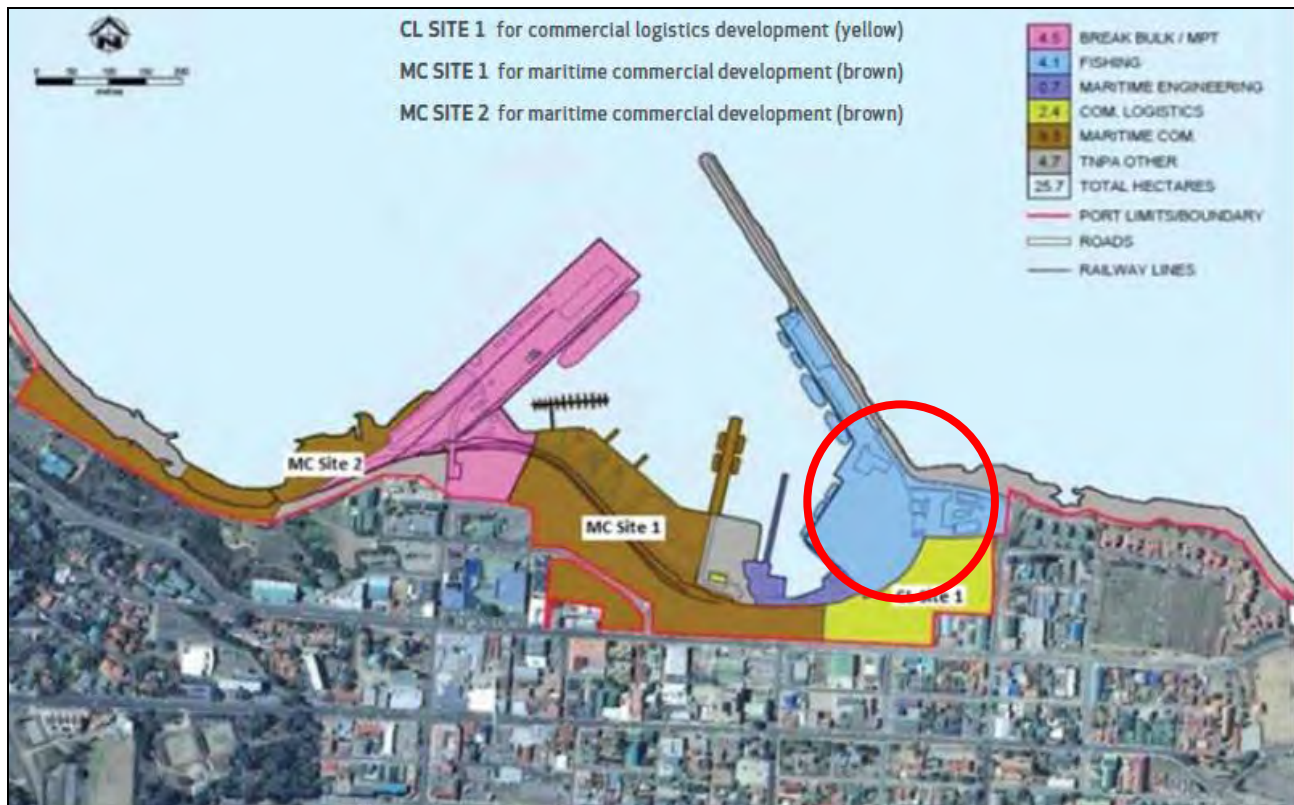 N
CL SITE 1 for commercial logistics development (yellow)
MC SITE 1 for maritime commercial development (brown)
MC SITE 2 for maritime commercial development (brown)
4.5 BREAK BULK / MPT
4.1 FISHING
0.7 MARITIME ENGINEERING
2.4 COM. LOGISTICS
MARITIME COM.
4.7 TNPA OTHER
25.7 TOTAL HECTARES
PORT LIMITS/BOUNDARY
ROADS
RAILWAY LINES
MC Site 2
MC Site 1
CL Site 1